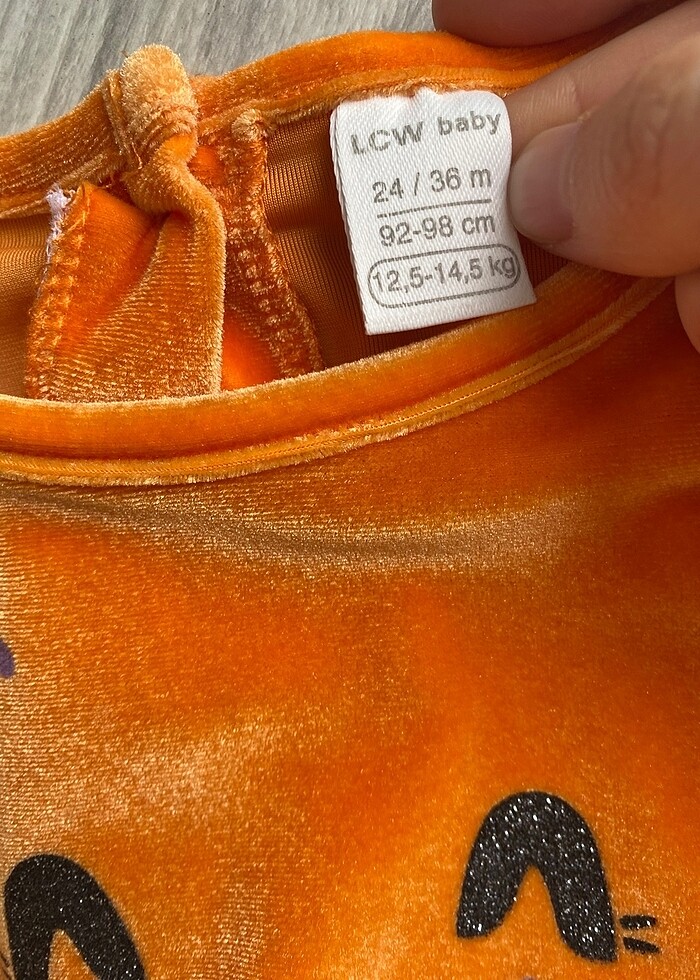 LCW baby
24 / 36 m
92-98 cm
12,5-14,5 kg